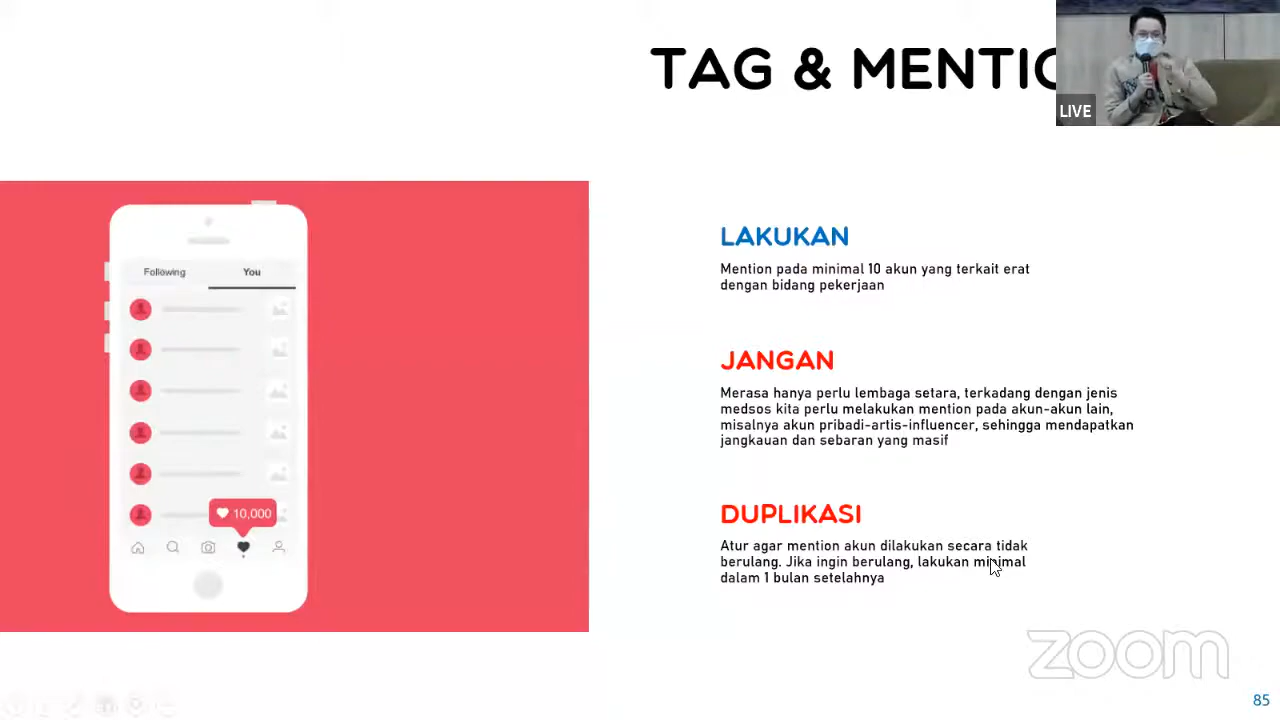 TAG & MENTIO
LIVE
Following You
10,000
LAKUKAN
Mention pada minimal 10 akun yang terkait erat
dengan bidang pekerjaan
JANGAN
Merasa hanya perlu lembaga setara, terkadang dengan jenis
medsos kita perlu melakukan mention pada akun-akun lain,
misalnya akun pribadi-artis-influencer, sehingga mendapatkan
jangkauan dan sebaran yang masif
DUPLIKASI
Atur agar mention akun dilakukan secara tidak
berulang. Jika ingin berulang, lakukan minimal
dalam 1 bulan setelahnya
zoom
85